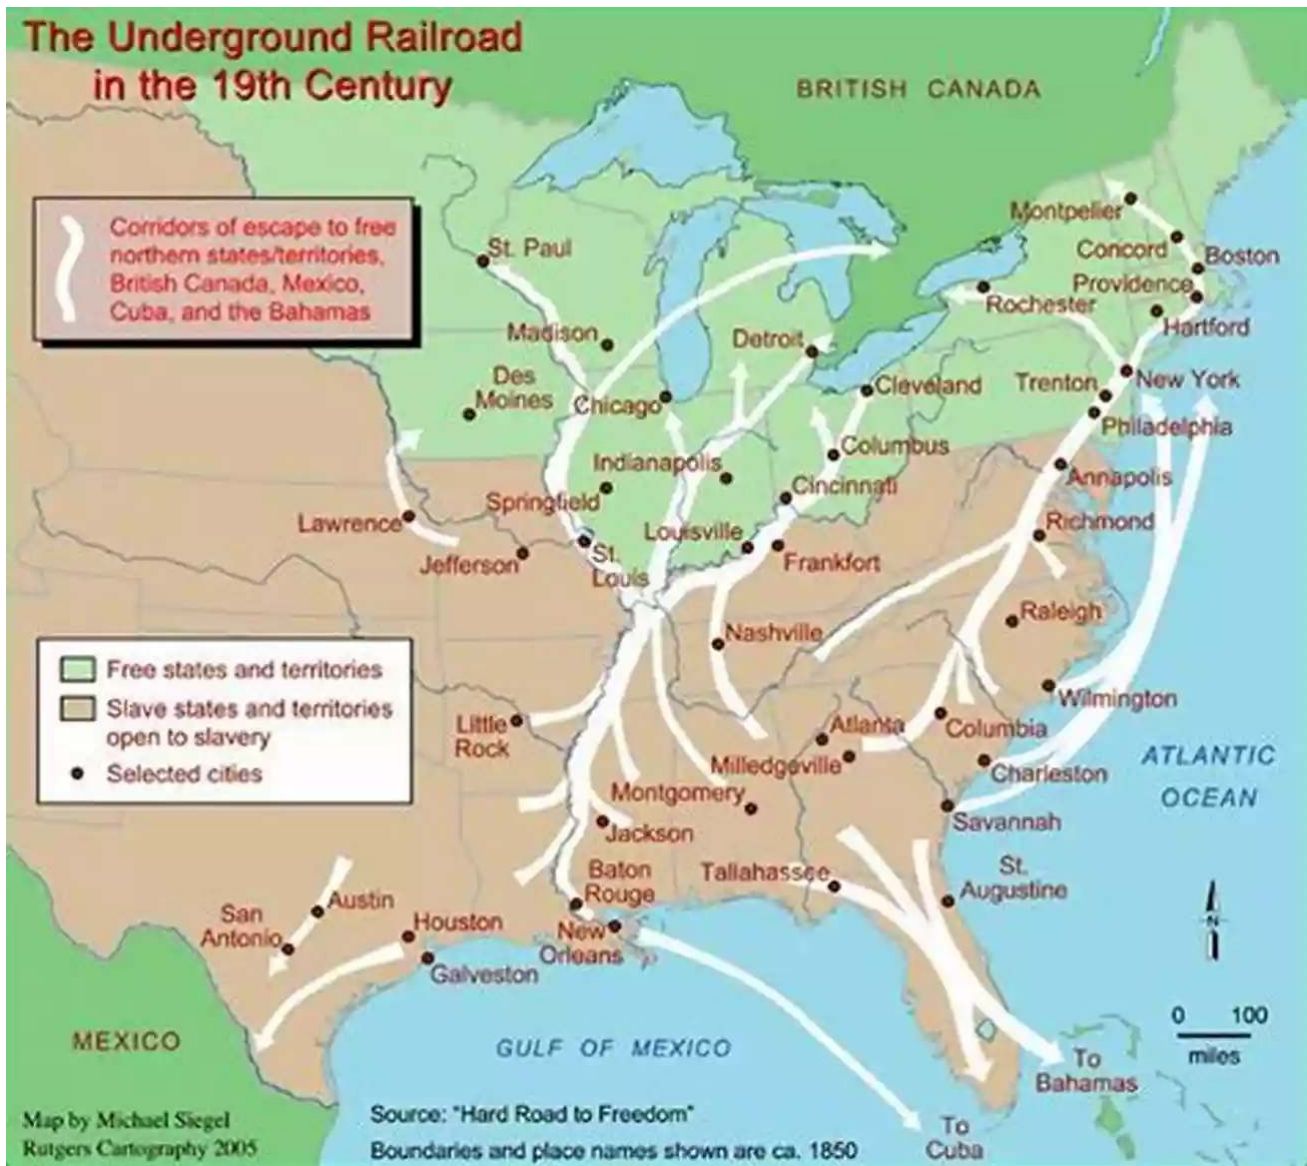 The Underground Railroad
in the 19th Century
BRITISH CANADA
Corridors of escape to free
northern states/territories,
British Canada, Mexico,
Cuba, and the Bahamas
Montpelier
Concord
Boston
Providence
Rochester
Hartford
St. Paul
Madison
Detroit
Des
Moines
Chicago
Cleveland
Trenton
New York
Philadelphia
Columbus
Indianapolis
Springfield
Cincinnati
Annapolis
Lawrence
Jefferson
St.
Louis
Louisville
Frankfort
Richmond
Raleigh
Nashville
Wilmington
Free states and territories
Slave states and territories
open to slavery
Selected cities
Little
Rock
Atlanta
Columbia
Milledgeville
Charleston
Montgomery
Jackson
Savannah
ATLANTIC
OCEAN
Baton
Rouge
Tallahassee
St.
Augustine
Austin
San
Antonio
Houston
Galveston
New
Orleans
N
0 100
miles
MEXICO
GULF OF MEXICO
To
Bahamas
To
Cuba
Map by Michael Siegel
Rutgers Cartography 2005
Source: "Hard Road to Freedom"
Boundaries and place names shown are ca. 1850